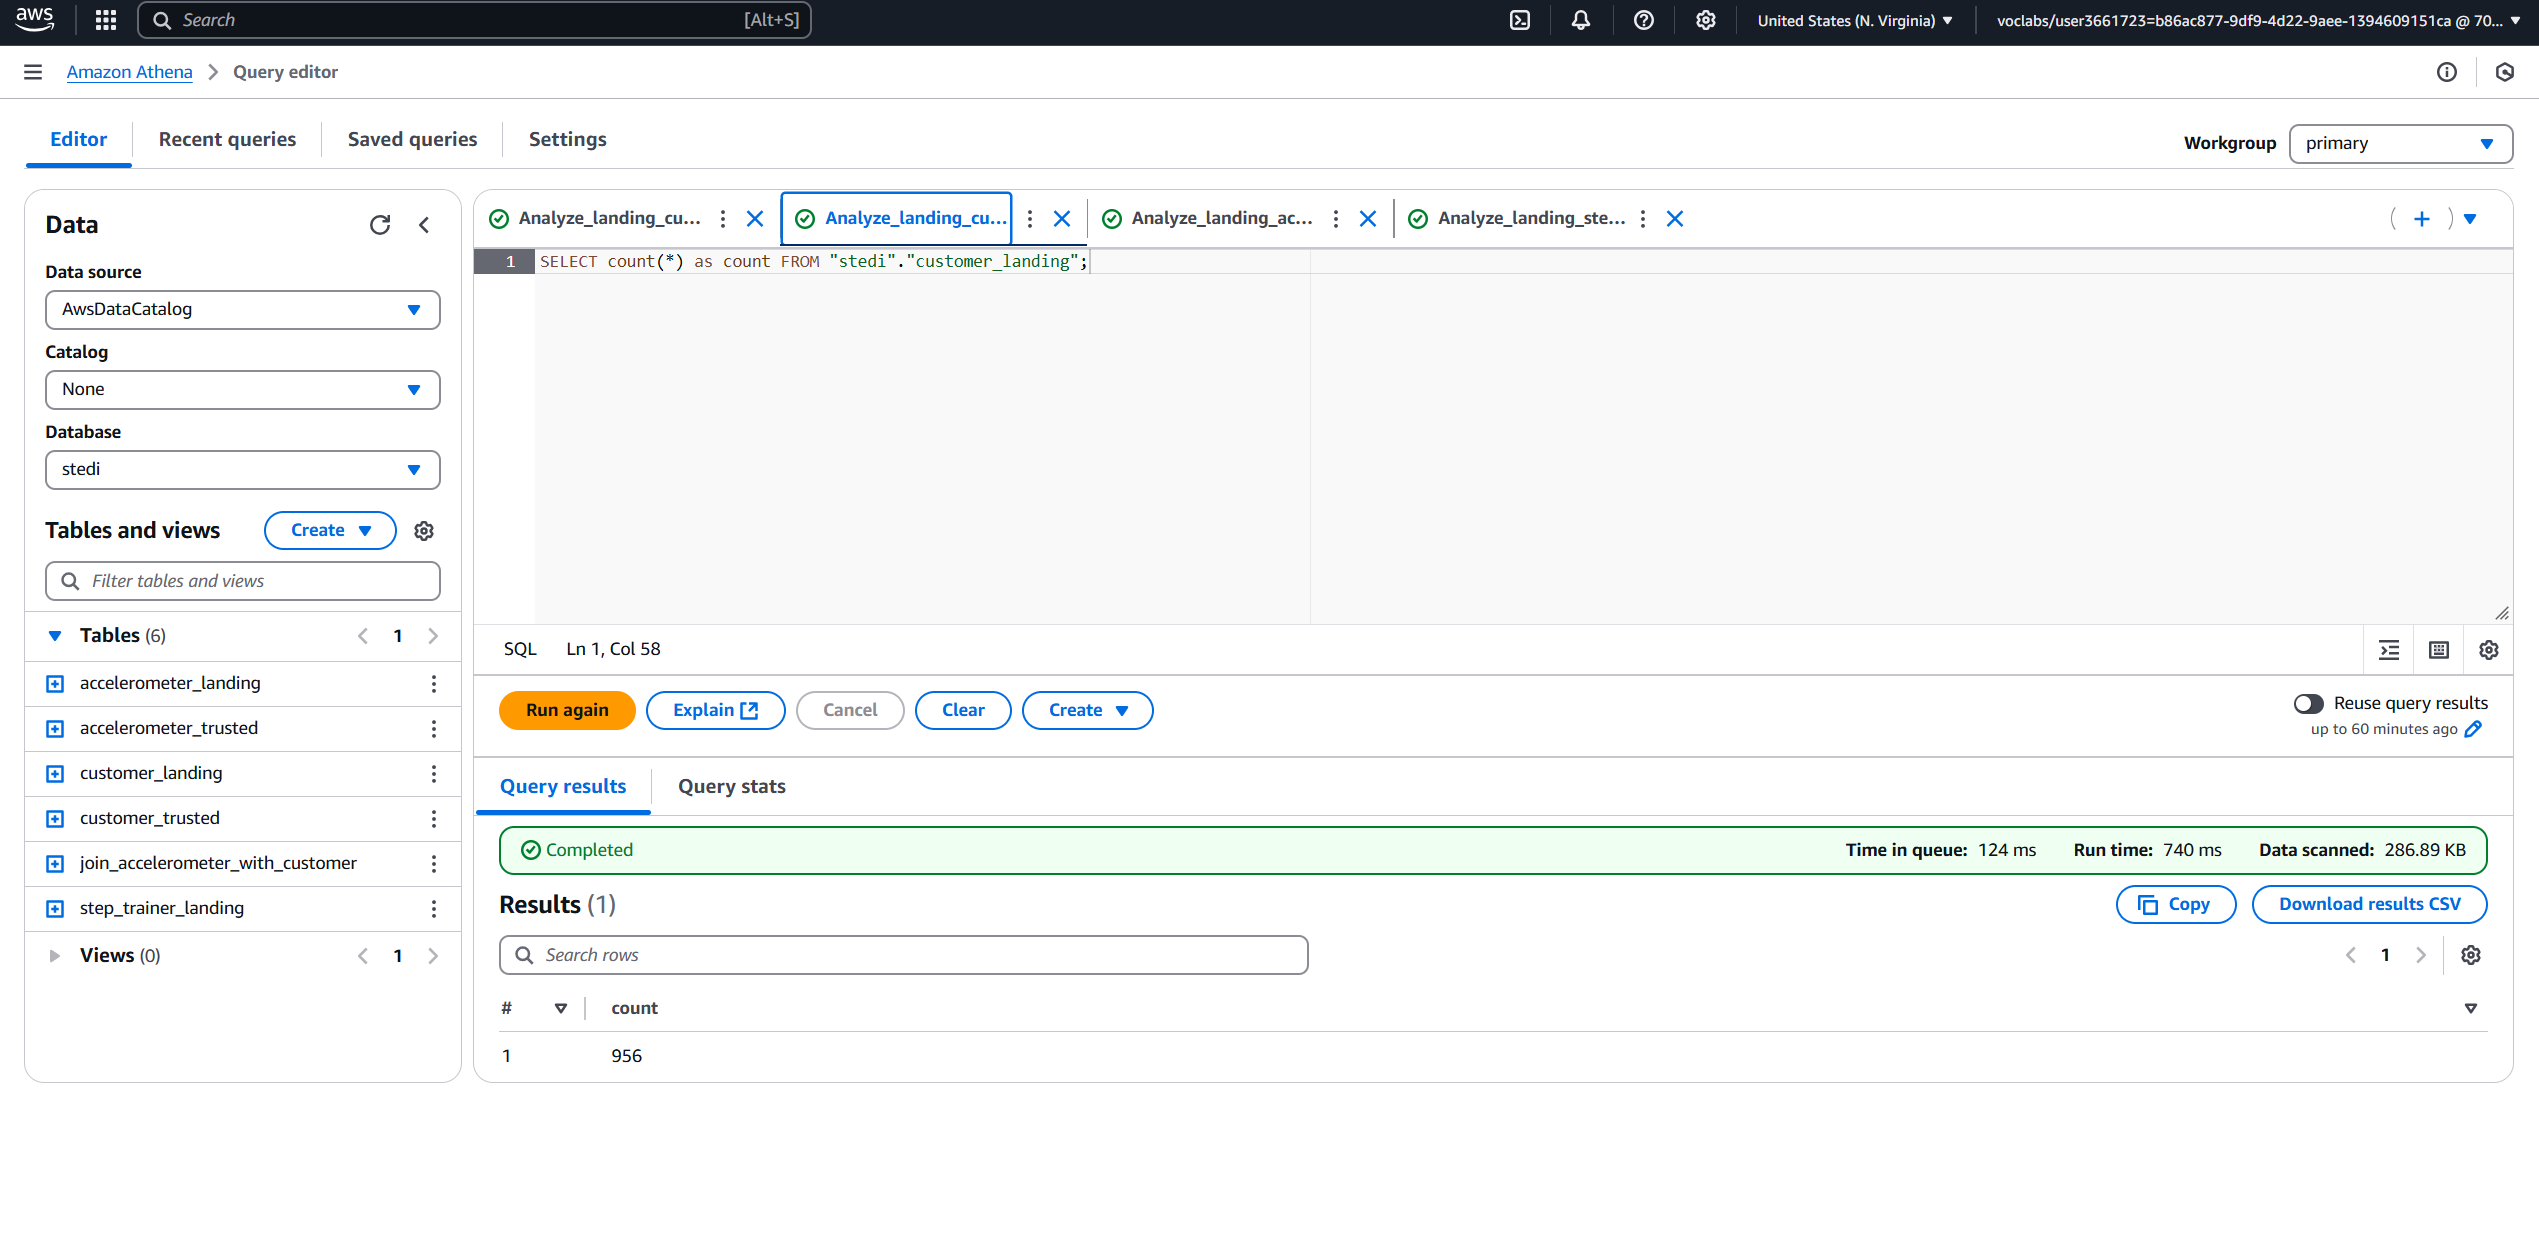 aws
Search [Alt+S]
United States (N. Virginia)
voclabs/user3661723=b86ac877-9df9-4d22-9aee-1394609151ca @ 70...
Amazon Athena
Query editor
Editor
Recent queries
Saved queries
Settings
Workgroup
primary
Data
Data source
AwsDataCatalog
Catalog
None
Database
stedi
Tables and views
Create
Filter tables and views
Tables (6)
1
accelerometer_landing
accelerometer_trusted
customer_landing
customer_trusted
join_accelerometer_with_customer
step_trainer_landing
Views (0)
1
Analyze_landing_cu...
Analyze_landing_cu...
Analyze_landing_ac...
Analyze_landing_ste...
1 SELECT count(*) as count FROM "stedi"."customer_landing";
SQL Ln 1, Col 58
Run again
Explain
Cancel
Clear
Create
Reuse query results
up to 60 minutes ago
Query results
Query stats
Completed
Time in queue: 124 ms
Run time: 740 ms
Data scanned: 286.89 KB
Results (1)
Copy
Download results CSV
Search rows
1
# count
1 956